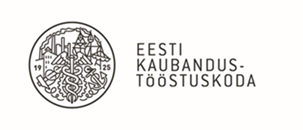 19 25
EESTI
KAUBANDUS-
TÖÖSTUSKODA